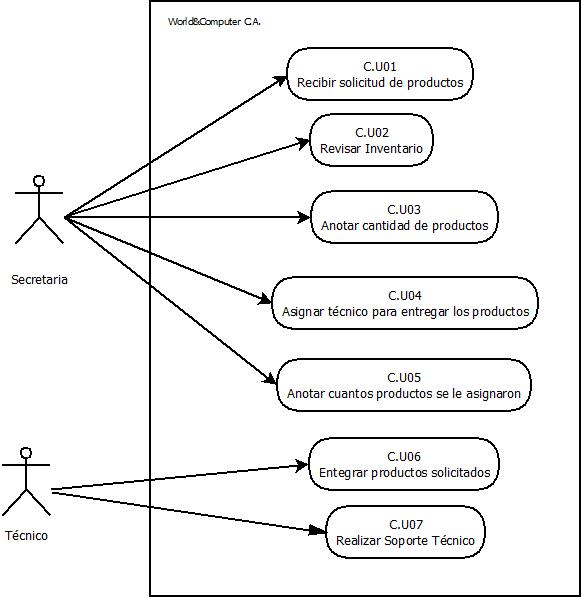 World&Computer C.A.
C.U01
Recibir solicitud de productos
C.U02
Revisar Inventario
C.U03
Anotar cantidad de productos
Secretaria
C.U04
Asignar técnico para entregar los productos
C.U05
Anotar cuantos productos se le asignaron
C.U06
Entegrar productos solicitados
Técnico
C.U07
Realizar Soporte Técnico